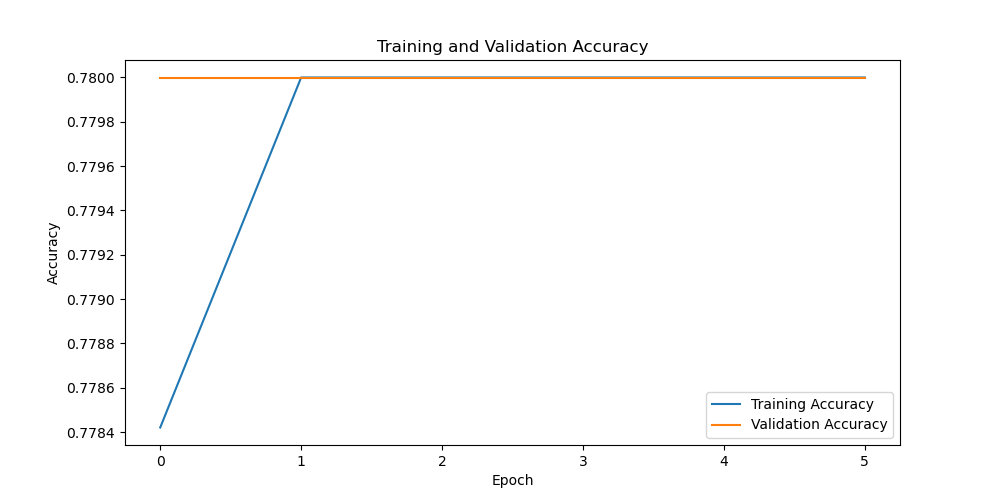 Training and Validation Accuracy
Accuracy
0.7800
0.7798
0.7796
0.7794
0.7792
0.7790
0.7788
0.7786
0.7784
Training Accuracy
Validation Accuracy
0 1 2 3 4 5
Epoch